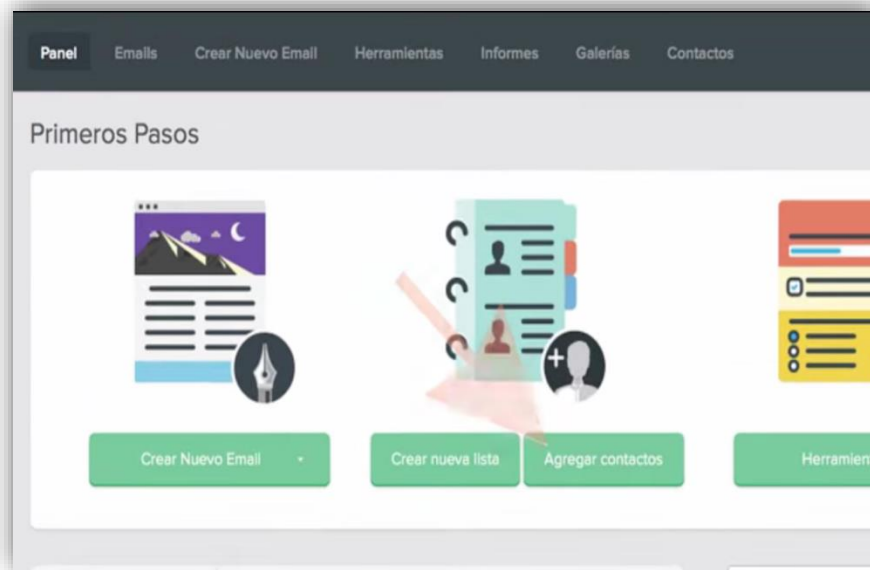 Panel Emails Crear Nuevo Email Herramientas Informes Galerías Contactos
Primeros Pasos
Crear Nuevo Email
Crear nueva lista
Agregar contactos
Herramien